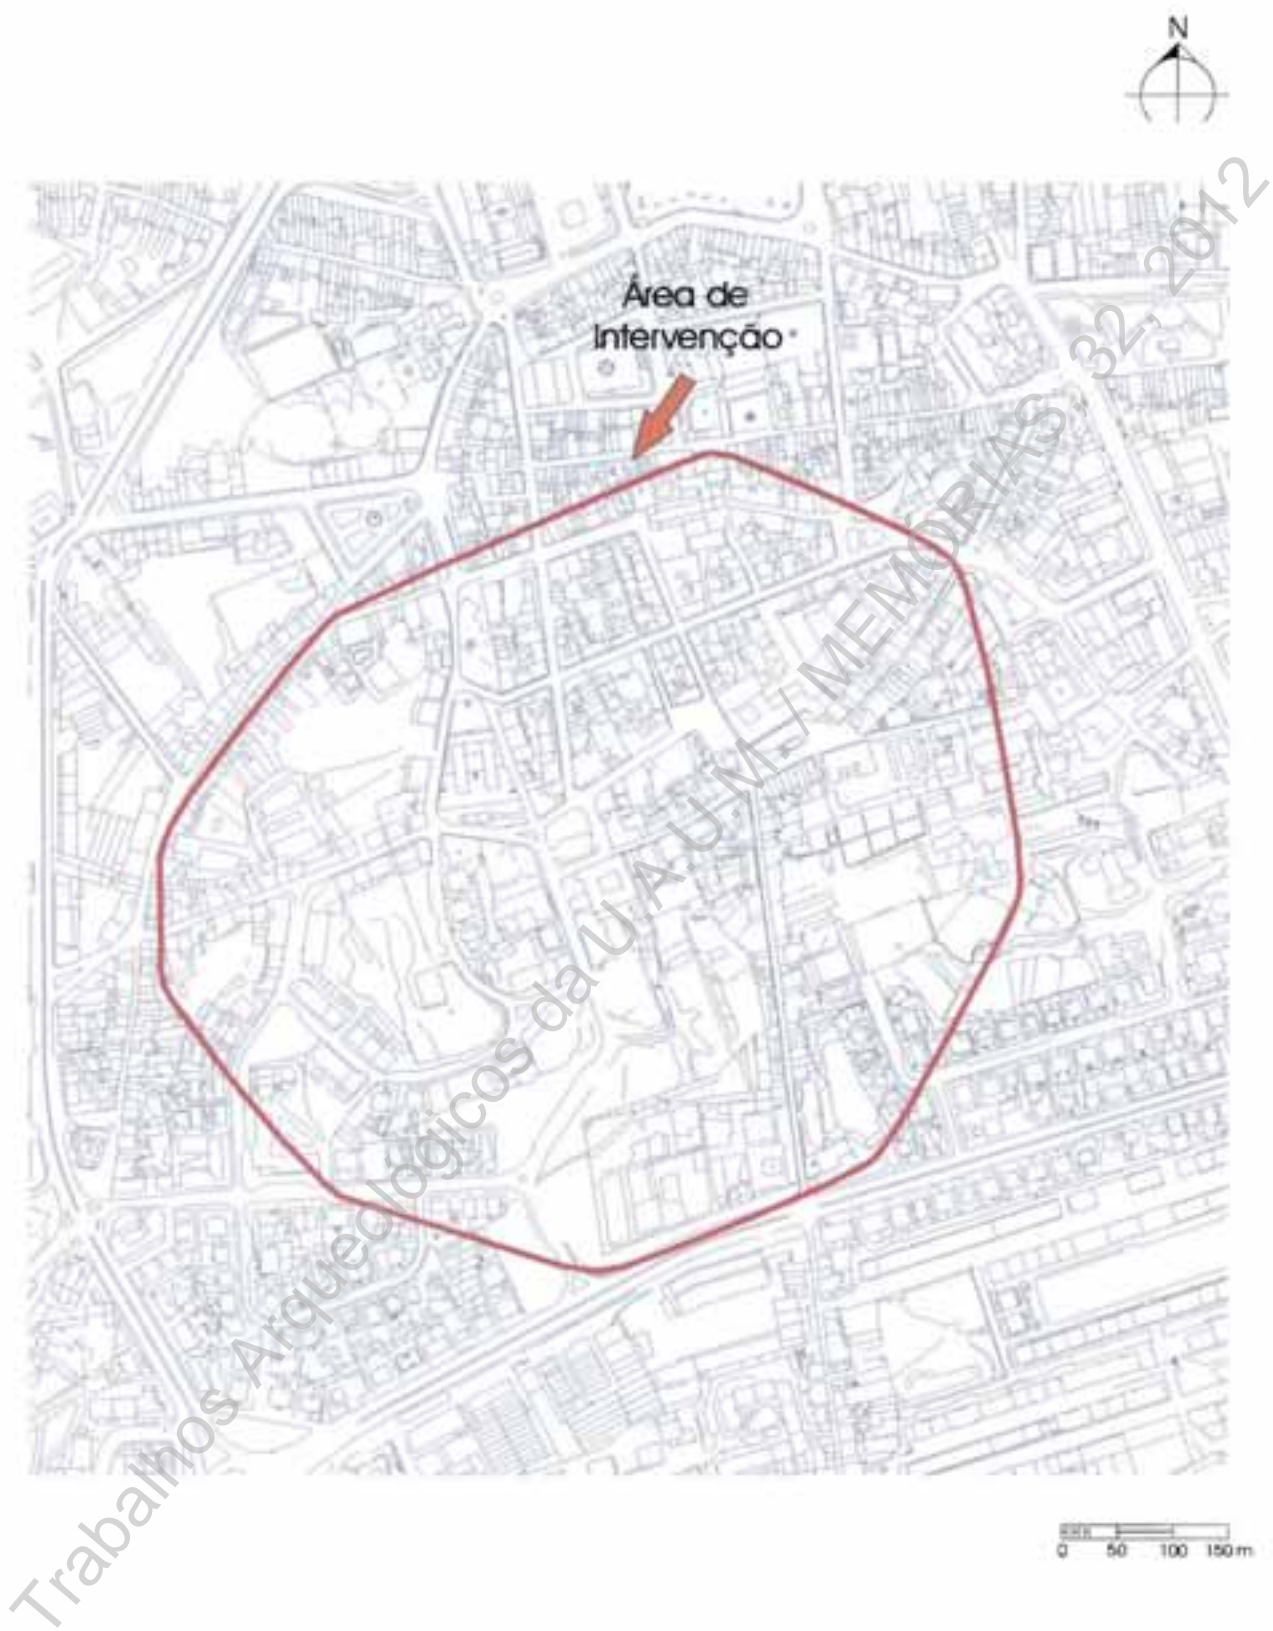 N
Área de
Intervenção
Trabalhos Arqueológicos da U.A.U.M. / MEMÓRIAS, 32, 2012
0 50 100 150 m